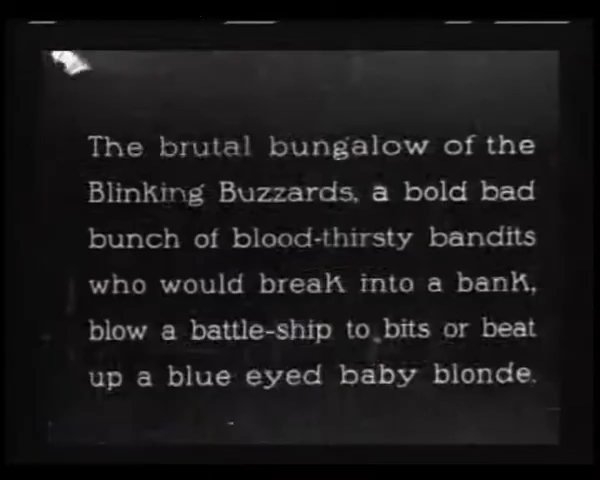 The brutal bungalow of the
Blinking Buzzards, a bold bad
bunch of blood-thirsty bandits
who would break into a bank,
blow a battle-ship to bits or beat
up a blue eyed baby blonde.